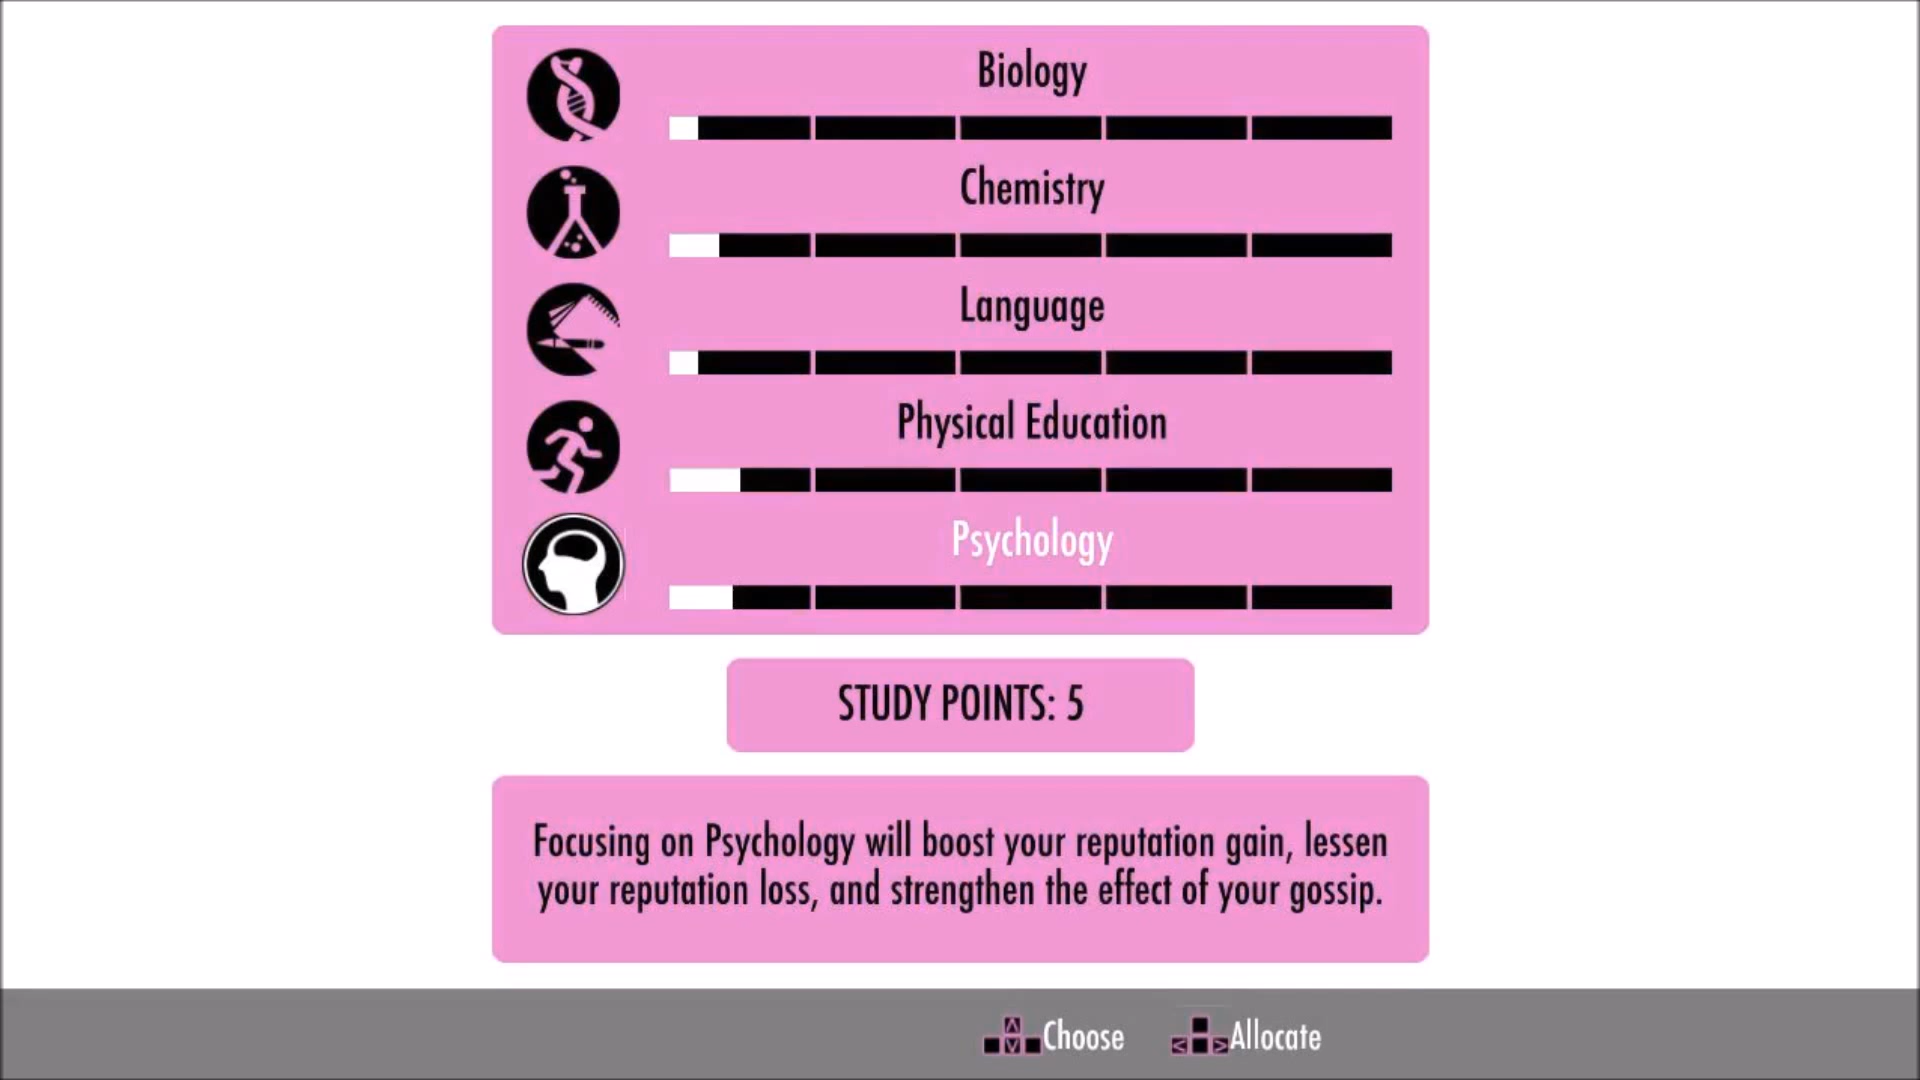 Biology
Chemistry
Language
Physical Education
Psychology
STUDY POINTS: 5
Focusing on Psychology will boost your reputation gain, lessen
your reputation loss, and strengthen the effect of your gossip.
Choose
Allocate